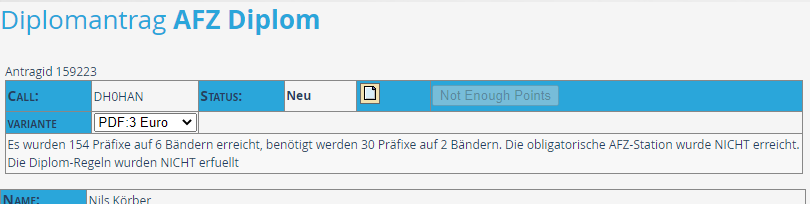 Diplomantrag AFZ Diplom
Antragid 159223
CALL: DH0HAN STATUS: Neu Not Enough Points
VARIANTE PDF:3 Euro
Es wurden 154 Präfixe auf 6 Bändern erreicht, benötigt werden 30 Präfixe auf 2 Bändern. Die obligatorische AFZ-Station wurde NICHT erreicht.
Die Diplom-Regeln wurden NICHT erfuellt
NAME: Nils Körber